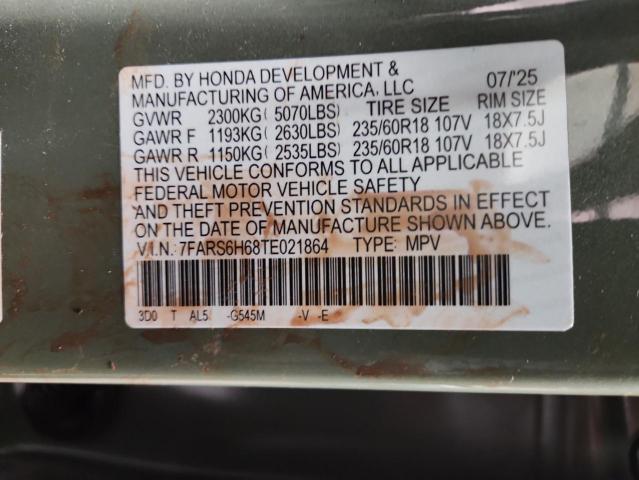 MFD. BY HONDA DEVELOPMENT &
MANUFACTURING OF AMERICA, LLC 07/'25
GVWR 2300KG( 5070LBS) TIRE SIZE RIM SIZE
GAWR F 1193KG( 2630LBS) 235/60R18 107V 18X7.5J
GAWR R 1150KG( 2535LBS) 235/60R18 107V 18X7.5J
THIS VEHICLE CONFORMS TO ALL APPLICABLE
FEDERAL MOTOR VEHICLE SAFETY
AND THEFT PREVENTION STANDARDS IN EFFECT
ON THE DATE OF MANUFACTURE SHOWN ABOVE.
V.I.N.: 7FARS6H68TE021864 TYPE: MPV
3D0 T AL5 -G545M -V -E